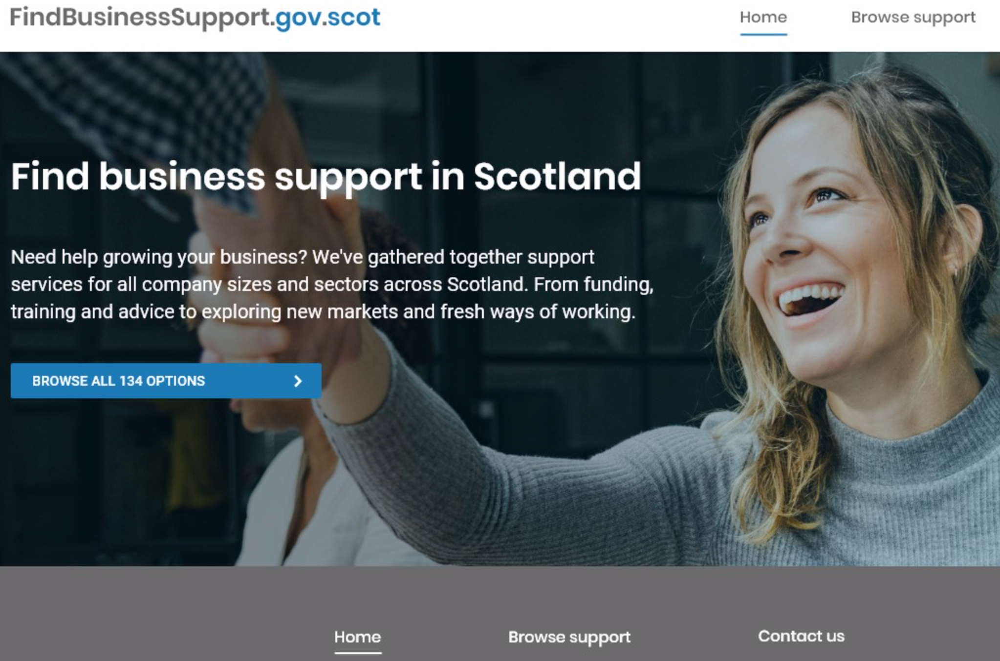 FindBusinessSupport.gov.scot
Home
Browse support
Find business support in Scotland
Need help growing your business? We've gathered together support
services for all company sizes and sectors across Scotland. From funding,
training and advice to exploring new markets and fresh ways of working.
BROWSE ALL 134 OPTIONS
Home
Browse support
Contact us